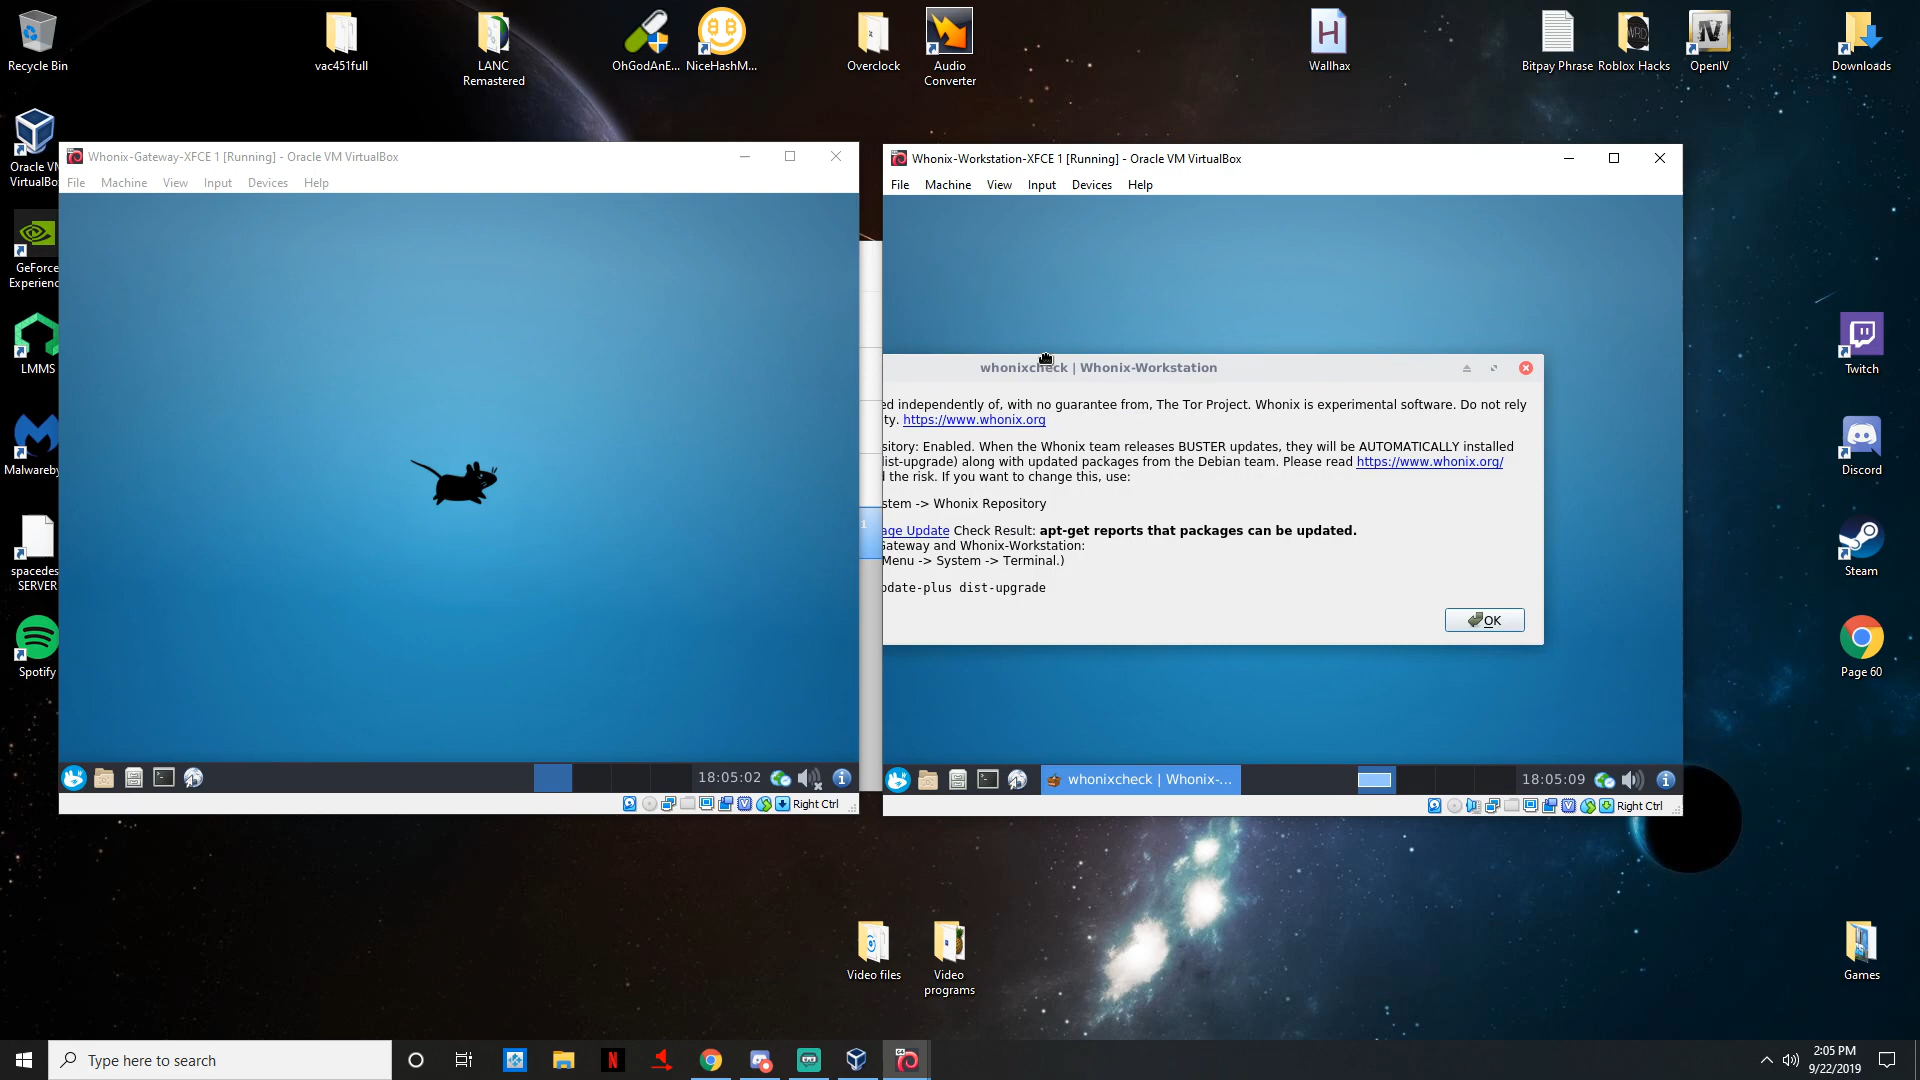 Recycle Bin
vac451full
LANC Remastered
OhGodAnE...
NiceHashM...
Overclock
Audio Converter
Wallhax
Bitpay Phrase
Roblox Hacks
OpenIV
Downloads
Oracle VM
VirtualBo
GeForce
Experienc
LMMS
Malwareby
spacedes
SERVER
Spotify
Whonix-Gateway-XFCE 1 [Running] - Oracle VM VirtualBox
File Machine View Input Devices Help
18:05:02
Right Ctrl
1
Whonix-Workstation-XFCE 1 [Running] - Oracle VM VirtualBox
File Machine View Input Devices Help
whonixcheck | Whonix-Workstation
ed independently of, with no guarantee from, The Tor Project. Whonix is experimental software. Do not rely
ty. https://www.whonix.org
sitory: Enabled. When the Whonix team releases BUSTER updates, they will be AUTOMATICALLY installed
dist-upgrade) along with updated packages from the Debian team. Please read https://www.whonix.org/
d the risk. If you want to change this, use:
stem -> Whonix Repository
age Update Check Result: apt-get reports that packages can be updated.
Gateway and Whonix-Workstation:
Menu -> System -> Terminal.)
pdate-plus dist-upgrade
OK
whonixcheck | Whonix-...
18:05:09
Right Ctrl
Twitch
Discord
Steam
Page 60
Video files
Video programs
Games
Type here to search
2:05 PM
9/22/2019